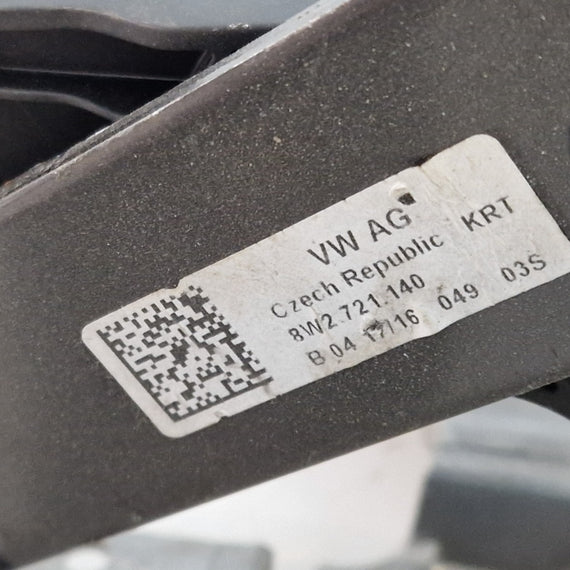 VW AG
Czech Republic KRT
8W2.721.140
B 04 17/16 049 03S